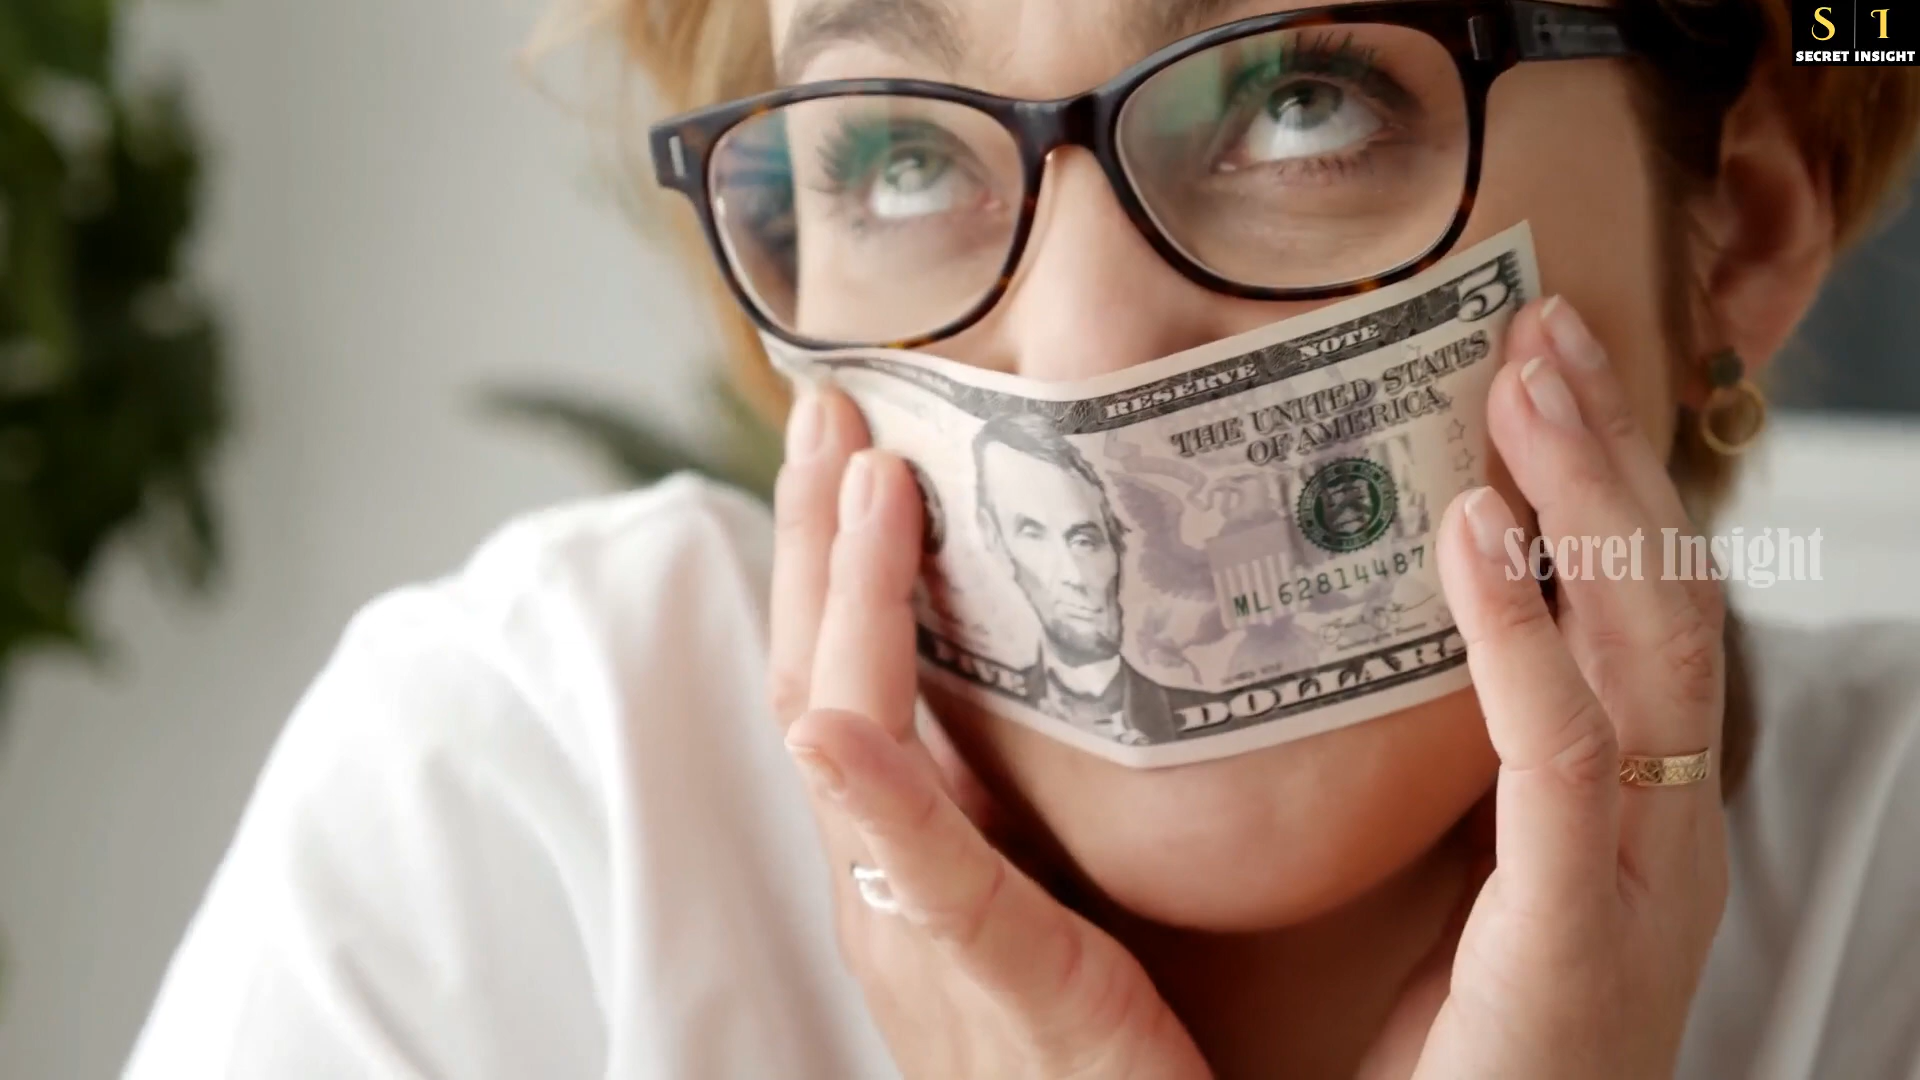 S I
SECRET INSIGHT
5
RESERVE NOTE
THE UNITED STATES
OF AMERICA
Secret Insight
ML 62814487
FIVE DOLLARS